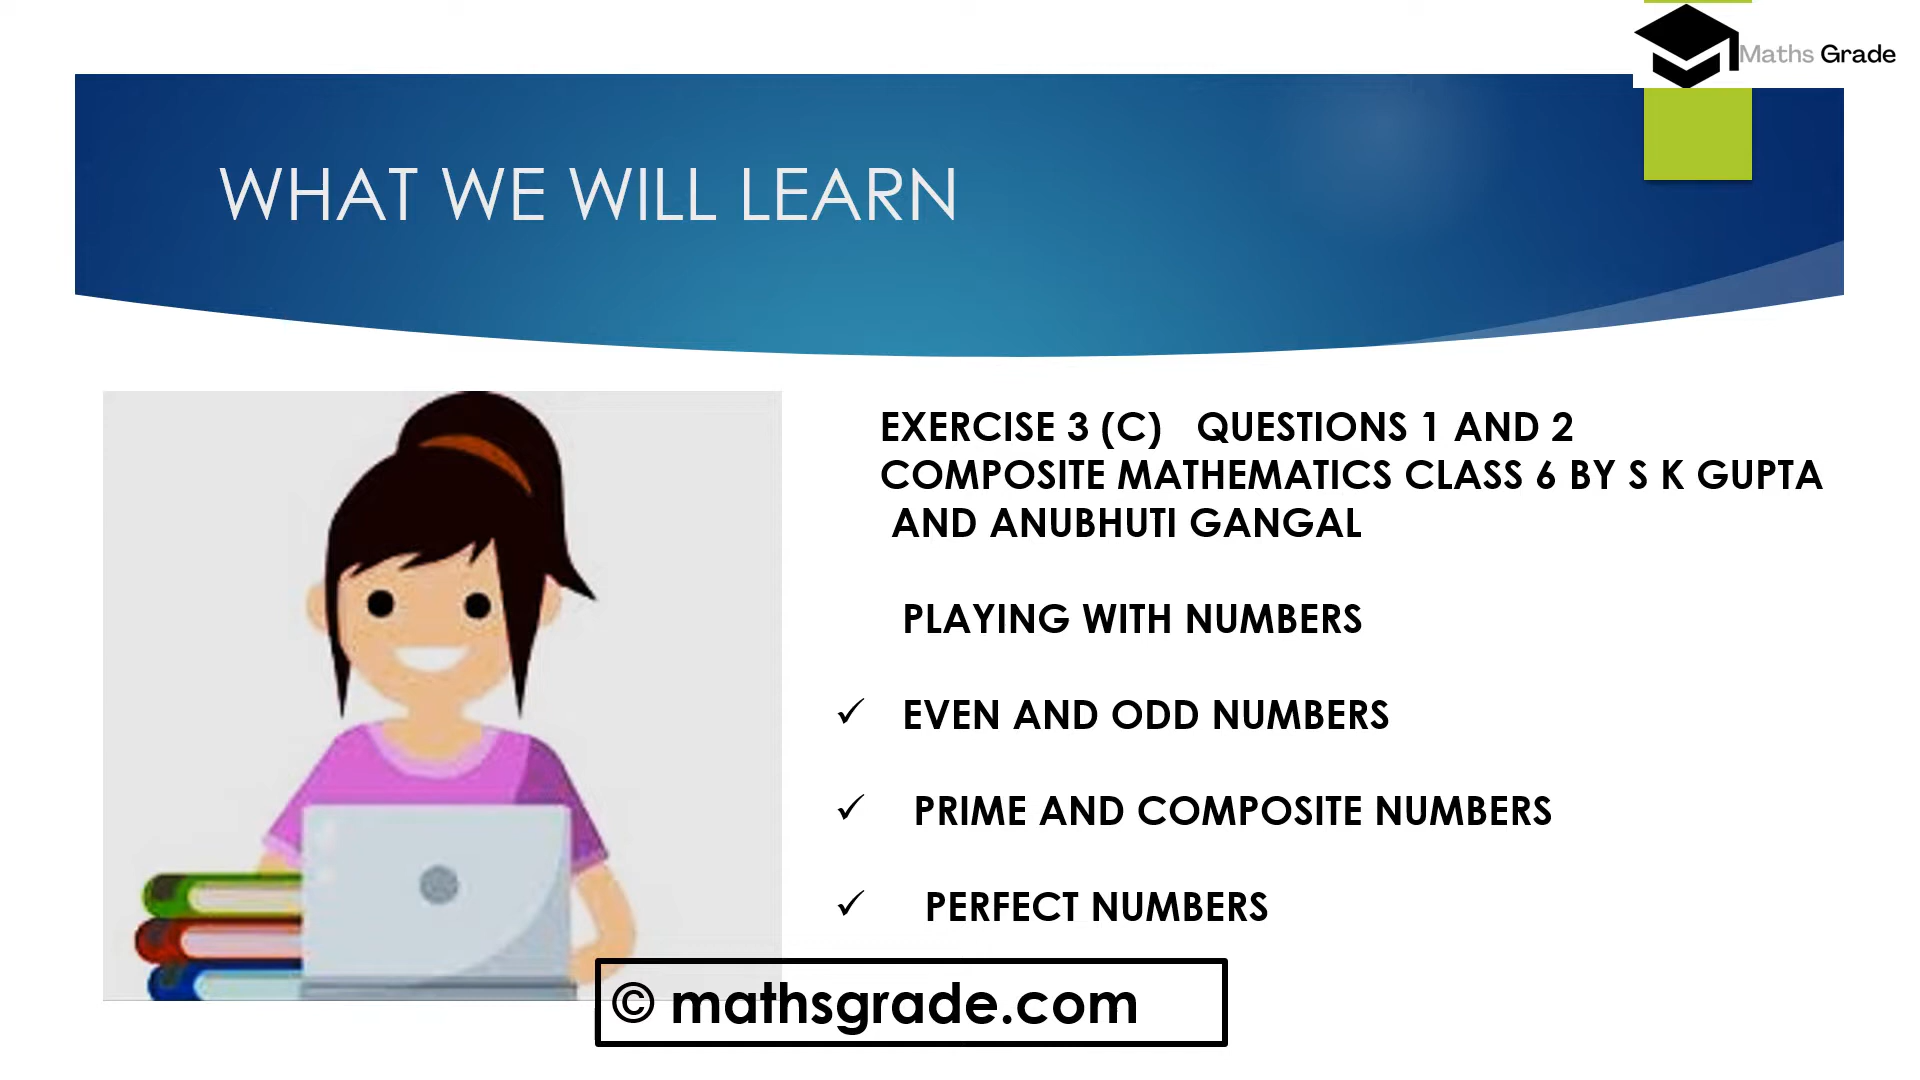 Maths Grade
WHAT WE WILL LEARN
EXERCISE 3 (C) QUESTIONS 1 AND 2
COMPOSITE MATHEMATICS CLASS 6 BY S K GUPTA
AND ANUBHUTI GANGAL
PLAYING WITH NUMBERS
✓ EVEN AND ODD NUMBERS
✓ PRIME AND COMPOSITE NUMBERS
✓ PERFECT NUMBERS
© mathsgrade.com